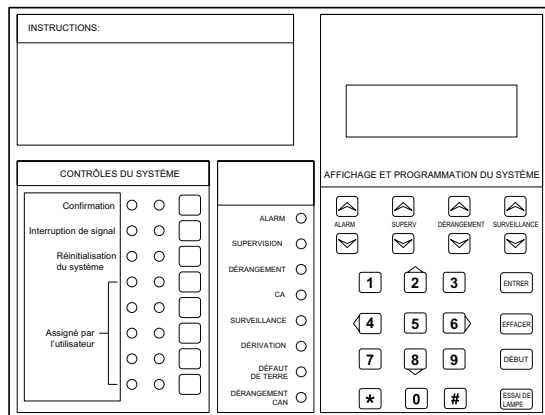 INSTRUCTIONS:
CONTRÔLES DU SYSTÈME
Confirmation
Interruption de signal
Réinitialisation
du système
Assigné par
l'utilisateur
ALARM
SUPERVISION
DÉRANGEMENT
CA
SURVEILLANCE
DÉRIVATION
DÉFAUT
DE TERRE
DÉRANGEMENT
CAN
AFFICHAGE ET PROGRAMMATION DU SYSTÈME
ALARM SUPERV DÉRANGEMENT SURVEILLANCE
1 2 3 ENTRER
4 5 6 EFFACER
7 8 9 DÉBUT
* 0 # ESSAI DE
LAMPE